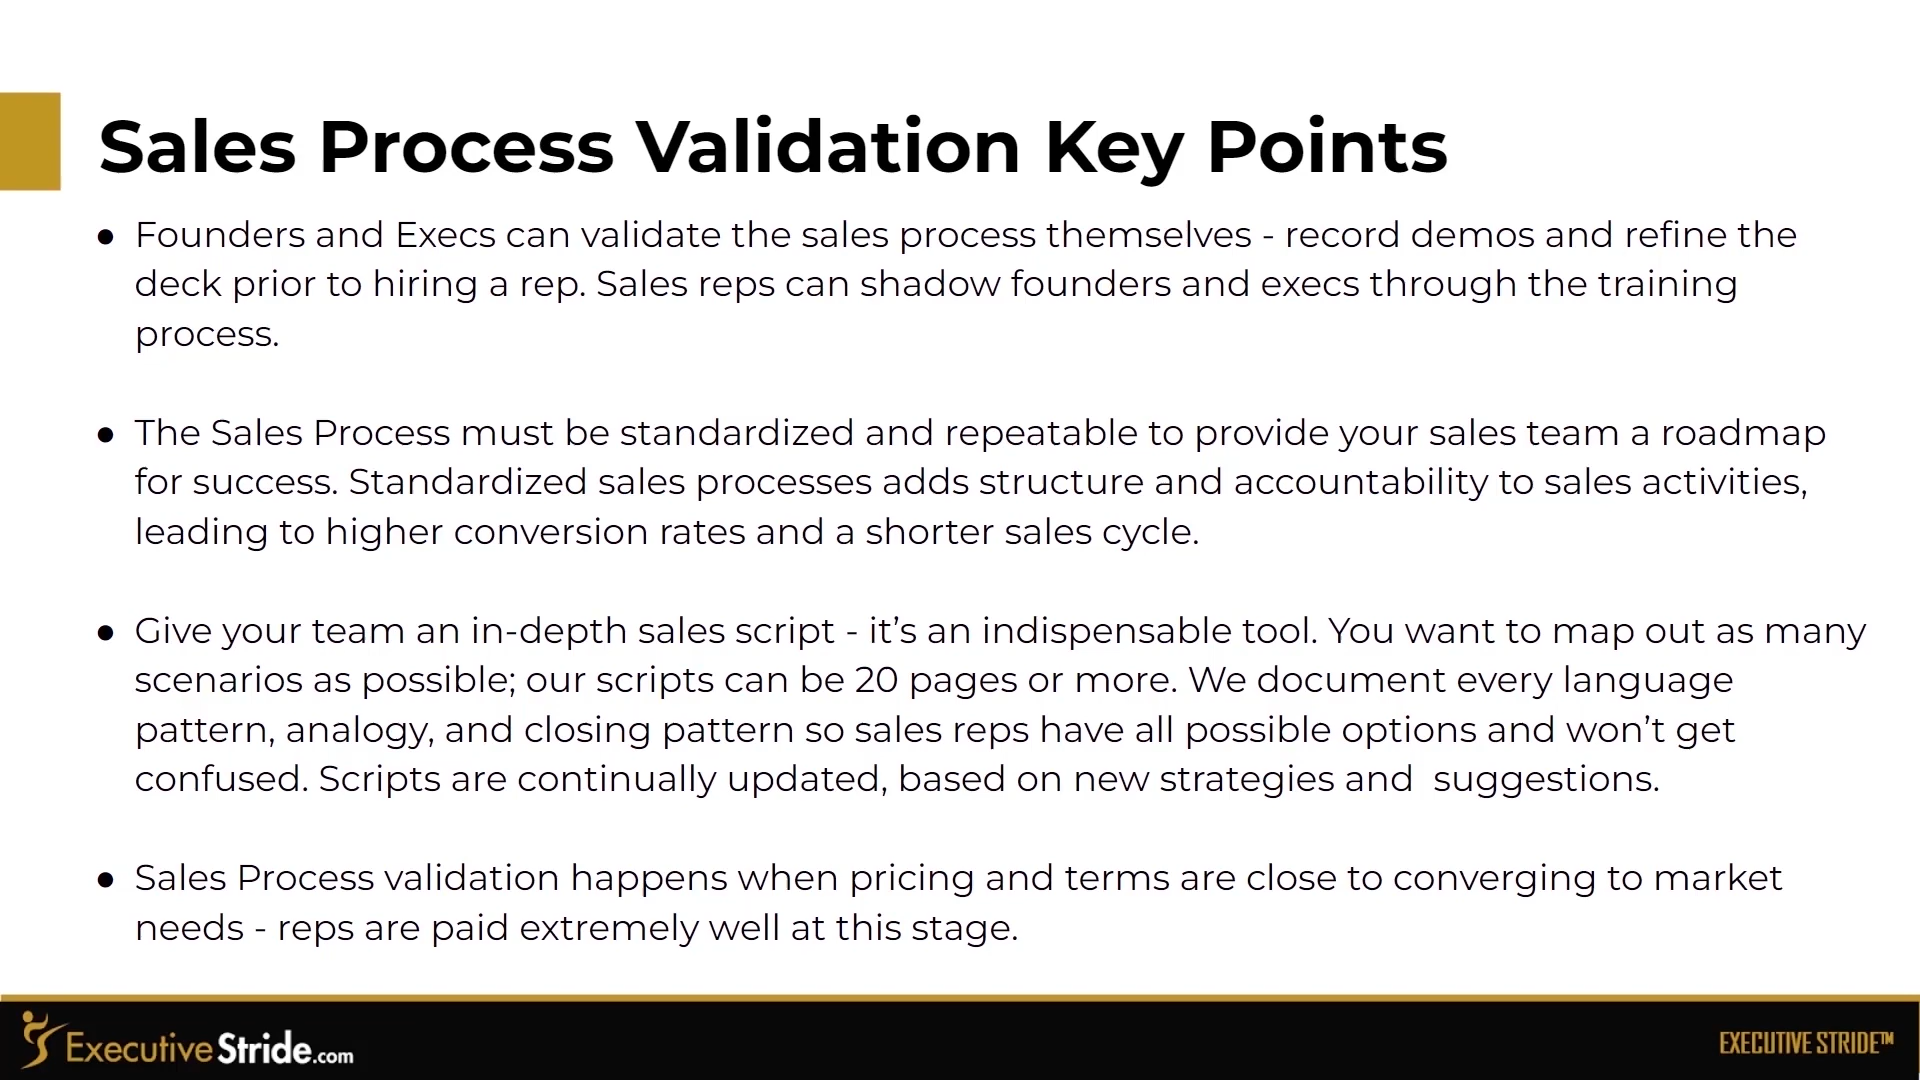 Sales Process Validation Key Points
● Founders and Execs can validate the sales process themselves - record demos and refine the
deck prior to hiring a rep. Sales reps can shadow founders and execs through the training
process.
● The Sales Process must be standardized and repeatable to provide your sales team a roadmap
for success. Standardized sales processes adds structure and accountability to sales activities,
leading to higher conversion rates and a shorter sales cycle.
● Give your team an in-depth sales script - it’s an indispensable tool. You want to map out as many
scenarios as possible; our scripts can be 20 pages or more. We document every language
pattern, analogy, and closing pattern so sales reps have all possible options and won’t get
confused. Scripts are continually updated, based on new strategies and  suggestions.
● Sales Process validation happens when pricing and terms are close to converging to market
needs - reps are paid extremely well at this stage.
ExecutiveStride.com
EXECUTIVE STRIDE™